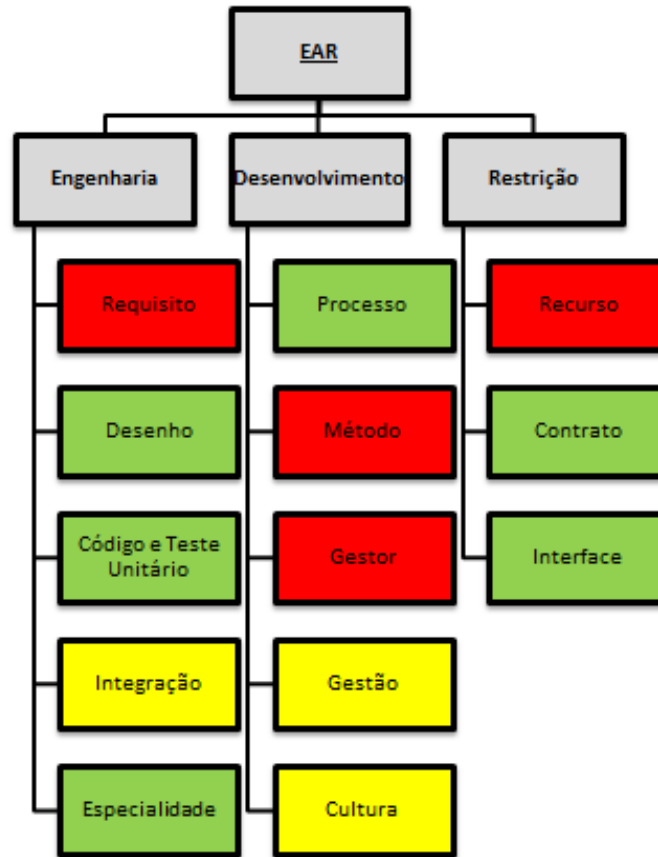 EAR
Engenharia
Desenvolvimento
Restrição
Requisito
Processo
Recurso
Desenho
Método
Contrato
Código e Teste
Unitário
Gestor
Interface
Integração
Gestão
Especialidade
Cultura